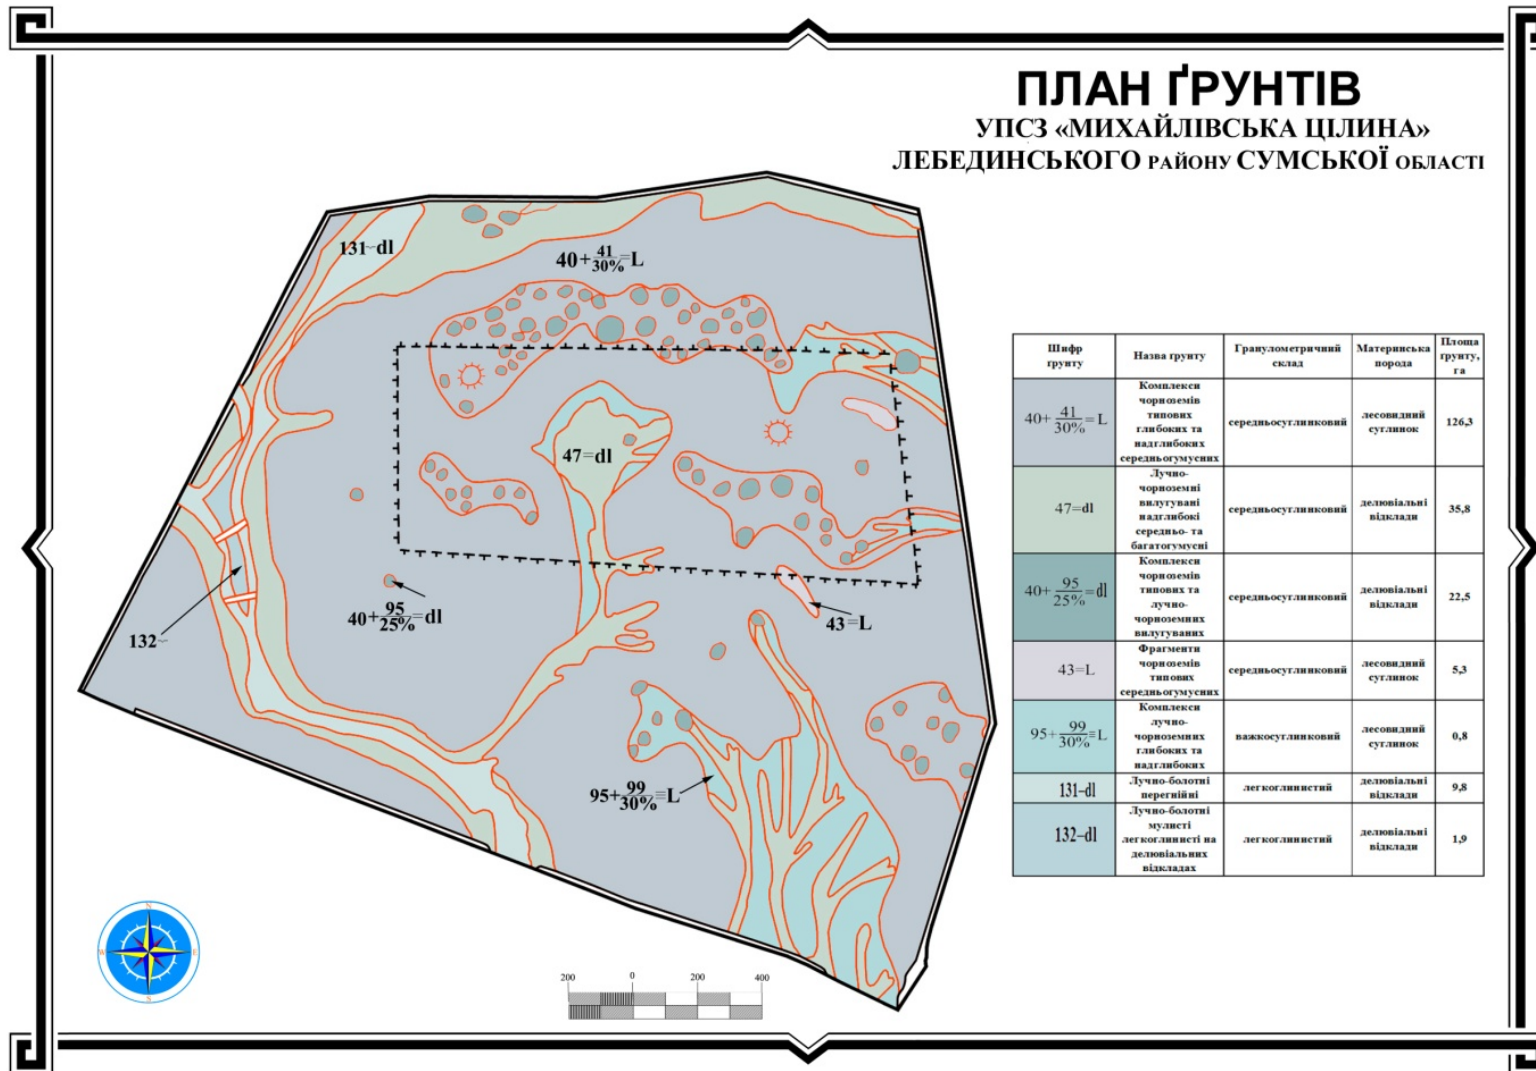 ПЛАН ҐРУНТІВ
УПСЗ «МИХАЙЛІВСЬКА ЦІЛИНА»
ЛЕБЕДИНСЬКОГО РАЙОНУ СУМСЬКОЇ ОБЛАСТІ
131~dl
40+41/30%=L
47=dl
40+95/25%=dl
132~
43=L
95+99/30%=L
Шифр ґрунту
Назва ґрунту
Гранулометричний склад
Материнська порода
Площа ґрунту, га
40+41/30%=L
Комплекси
чорноземів
типових
глибоких та
надглибоких
середньогумусних
середньосуглинковий
лесовидний
суглинок
126,3
47=dl
Лучно-
чорноземні
вилугувані
надглибокі
середньо- та
багатогумусні
середньосуглинковий
делювіальні
відклади
35,8
40+95/25%=dl
Комплекси
чорноземів
типових та
лучно-
чорноземних
вилугуваних
середньосуглинковий
делювіальні
відклади
22,5
43=L
Фрагменти
чорноземів
типових
середньогумусних
середньосуглинковий
лесовидний
суглинок
5,3
95+99/30%≡L
Комплекси
лучно-
чорноземних
глибоких та
надглибоких
важкосуглинковий
лесовидний
суглинок
0,8
131–dl
Лучно-болотні
перегнійні
легкоглинистий
делювіальні
відклади
9,8
132–dl
Лучно-болотні
мулисті
легкоглинисті на
делювіальних
відкладах
легкоглинистий
делювіальні
відклади
1,9
N
W
E
S
200 0 200 400